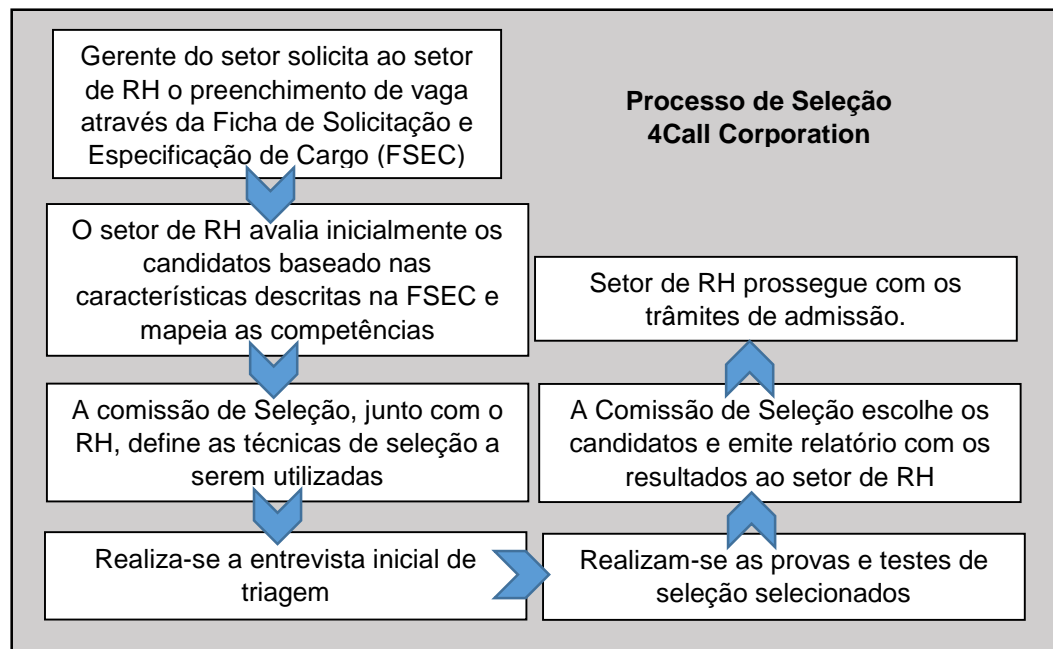 Gerente do setor solicita ao setor
de RH o preenchimento de vaga
através da Ficha de Solicitação e
Especificação de Cargo (FSEC)
Processo de Seleção
4Call Corporation
O setor de RH avalia inicialmente os
candidatos baseado nas
características descritas na FSEC e
mapeia as competências
A comissão de Seleção, junto com o
RH, define as técnicas de seleção a
serem utilizadas
Realiza-se a entrevista inicial de
triagem
Realizam-se as provas e testes de
seleção selecionados
A Comissão de Seleção escolhe os
candidatos e emite relatório com os
resultados ao setor de RH
Setor de RH prossegue com os
trâmites de admissão.